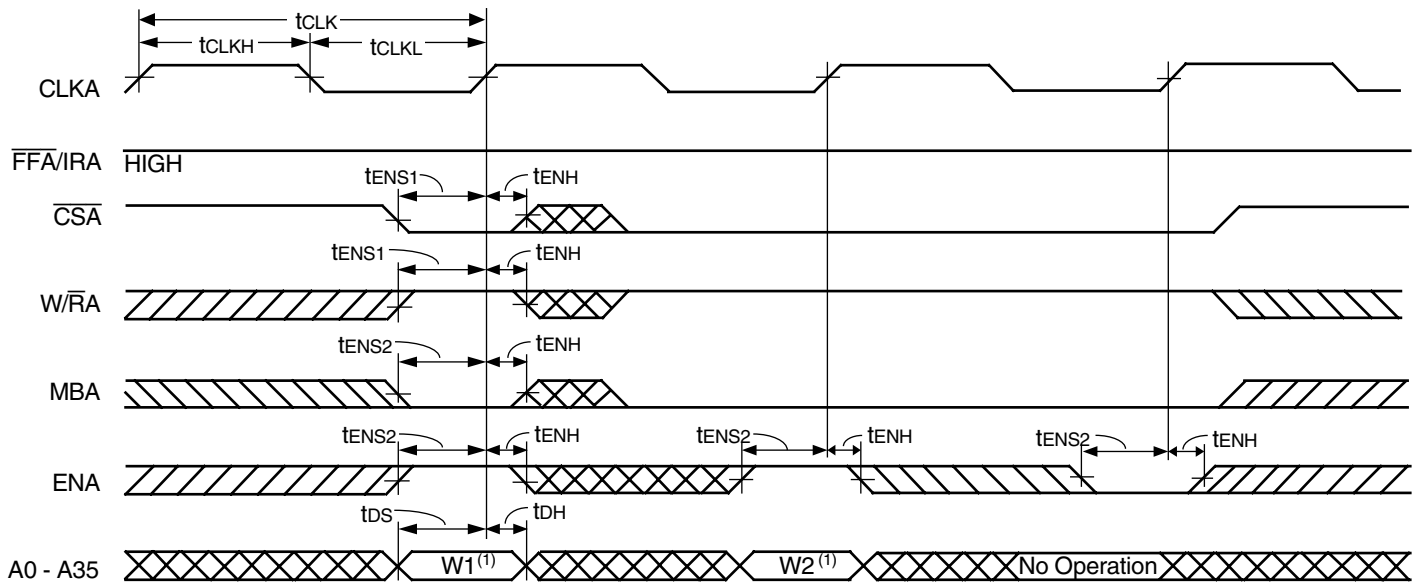 tCLK
tCLKH tCLKL
CLKA
FFA/IRA HIGH
tENS1 tENH
CSA
tENS1 tENH
W/RA
tENS2 tENH
MBA
tENS2 tENH tENS2 tENH tENS2 tENH
ENA
tDS tDH
A0 - A35 W1(1) W2(1) No Operation